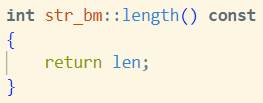 int str_bm::length() const
{
    return len;
}